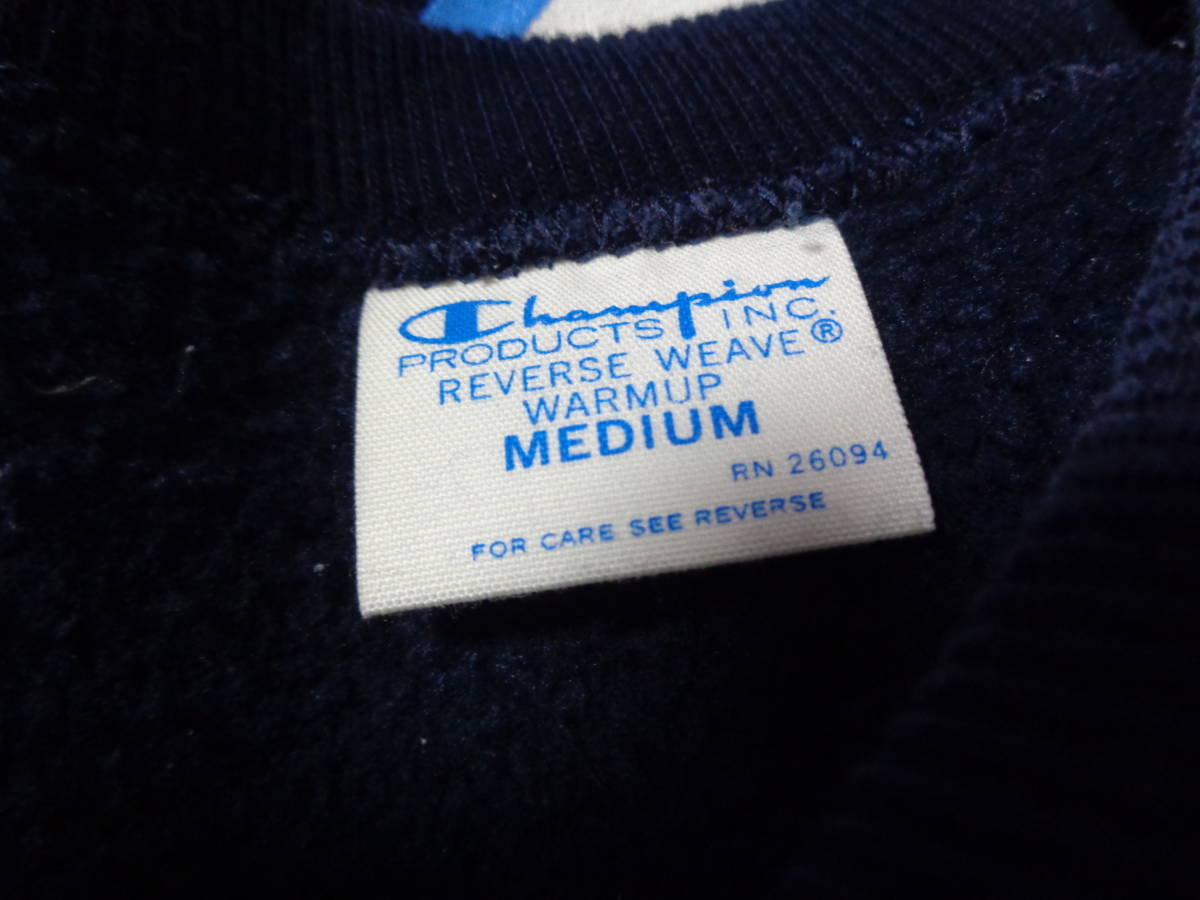 Champion
PRODUCTS INC.
REVERSE WEAVE®
WARMUP
MEDIUM
RN 26094
FOR CARE SEE REVERSE